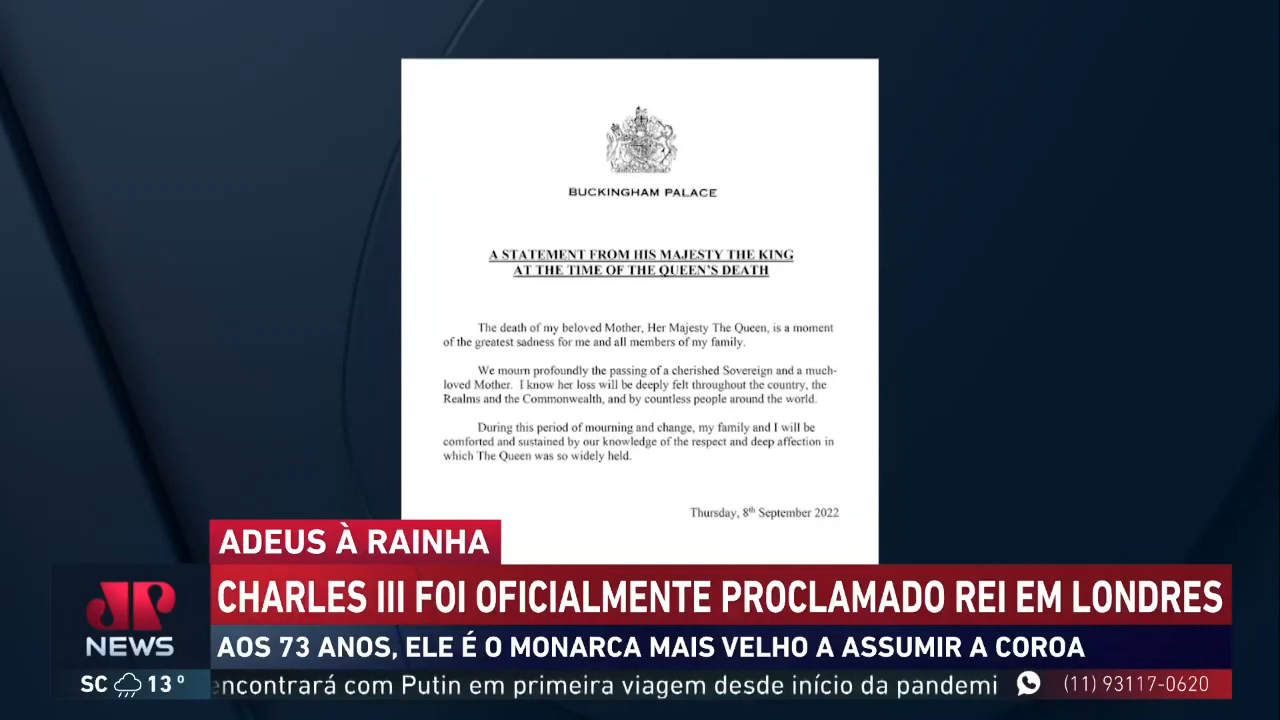 BUCKINGHAM PALACE
A STATEMENT FROM HIS MAJESTY THE KING
AT THE TIME OF THE QUEEN'S DEATH
The death of my beloved Mother, Her Majesty The Queen, is a moment
of the greatest sadness for me and all members of my family.
We mourn profoundly the passing of a cherished Sovereign and a much-
loved Mother. I know her loss will be deeply felt throughout the country, the
Realms and the Commonwealth, and by countless people around the world.
During this period of mourning and change, my family and I will be
comforted and sustained by our knowledge of the respect and deep affection in
which The Queen was so widely held.
Thursday, 8th September 2022
ADEUS À RAINHA
CHARLES III FOI OFICIALMENTE PROCLAMADO REI EM LONDRES
AOS 73 ANOS, ELE É O MONARCA MAIS VELHO A ASSUMIR A COROA
JP
NEWS
SC 13°
encontrará com Putin em primeira viagem desde início da pandemi
(11) 93117-0620